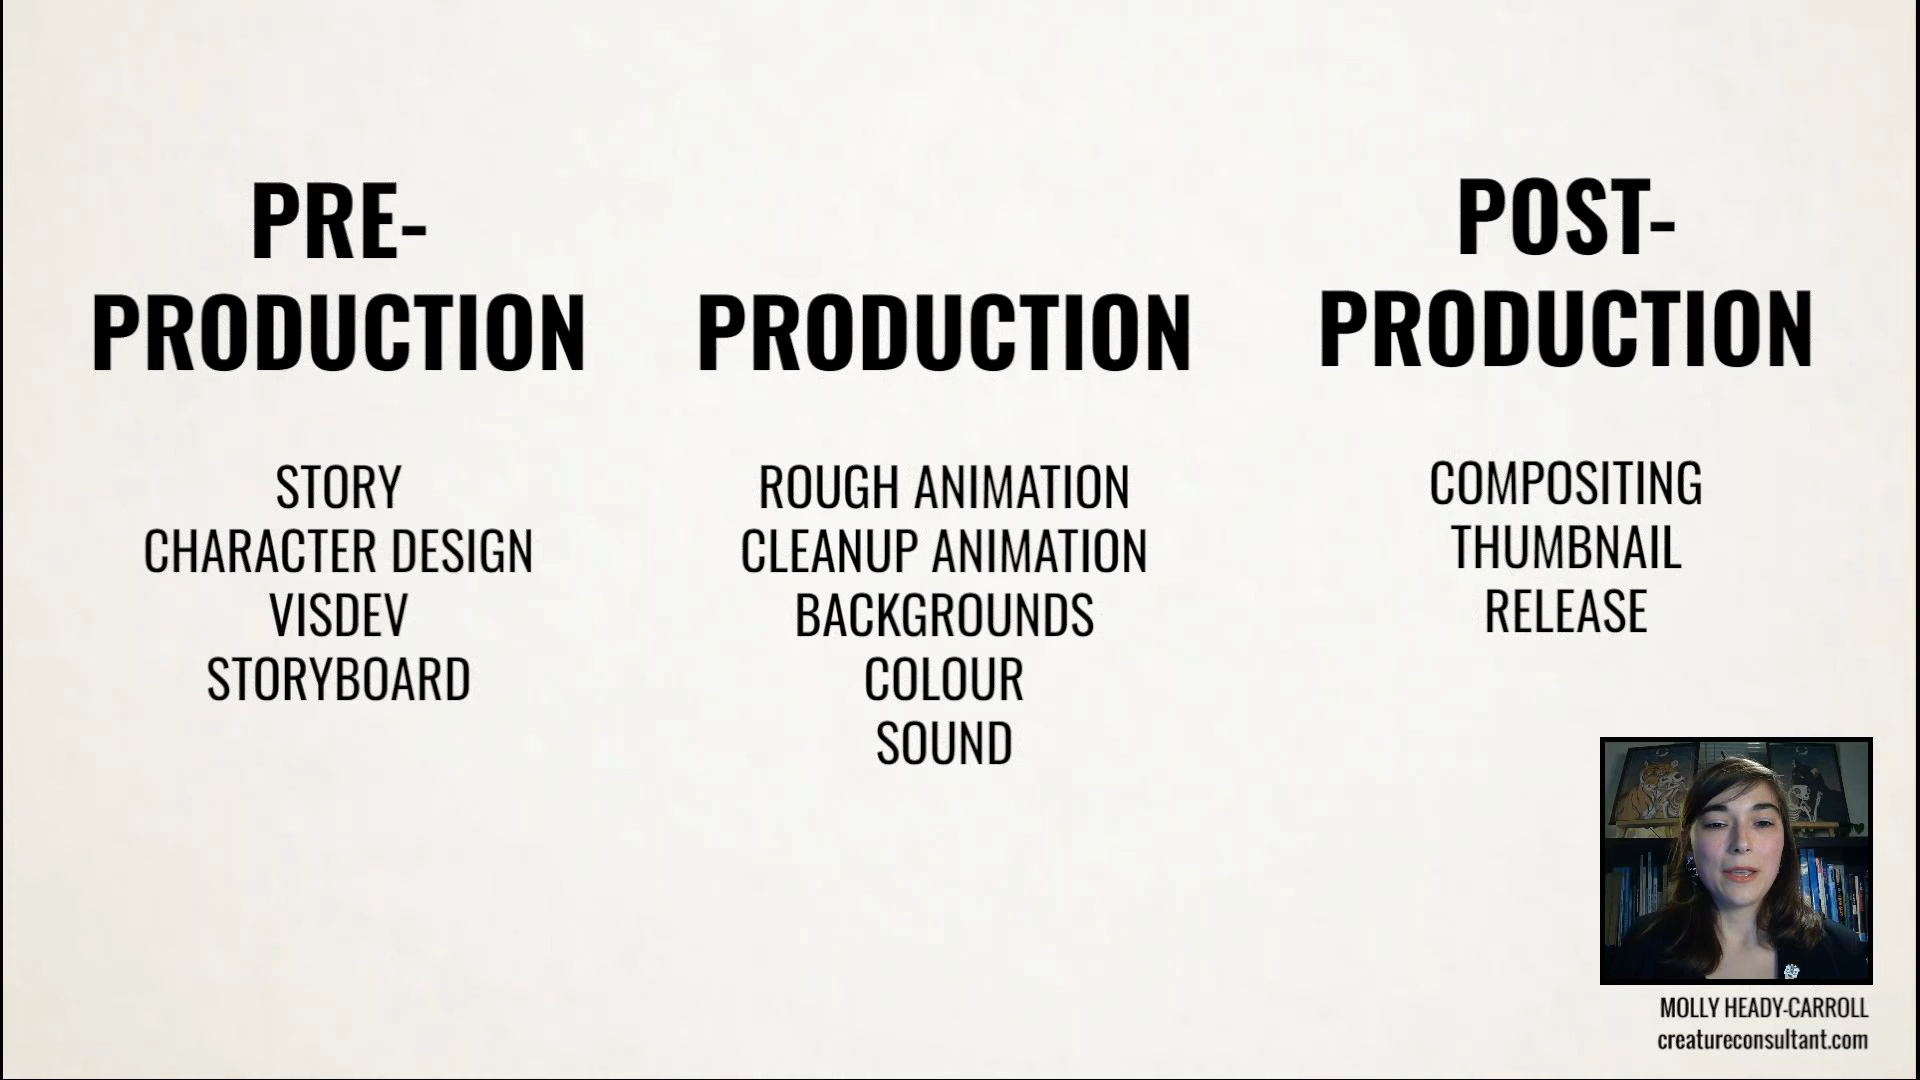 PRE-
PRODUCTION
STORY
CHARACTER DESIGN
VISDEV
STORYBOARD
PRODUCTION
ROUGH ANIMATION
CLEANUP ANIMATION
BACKGROUNDS
COLOUR
SOUND
POST-
PRODUCTION
COMPOSITING
THUMBNAIL
RELEASE
MOLLY HEADY-CARROLL
creatureconsultant.com